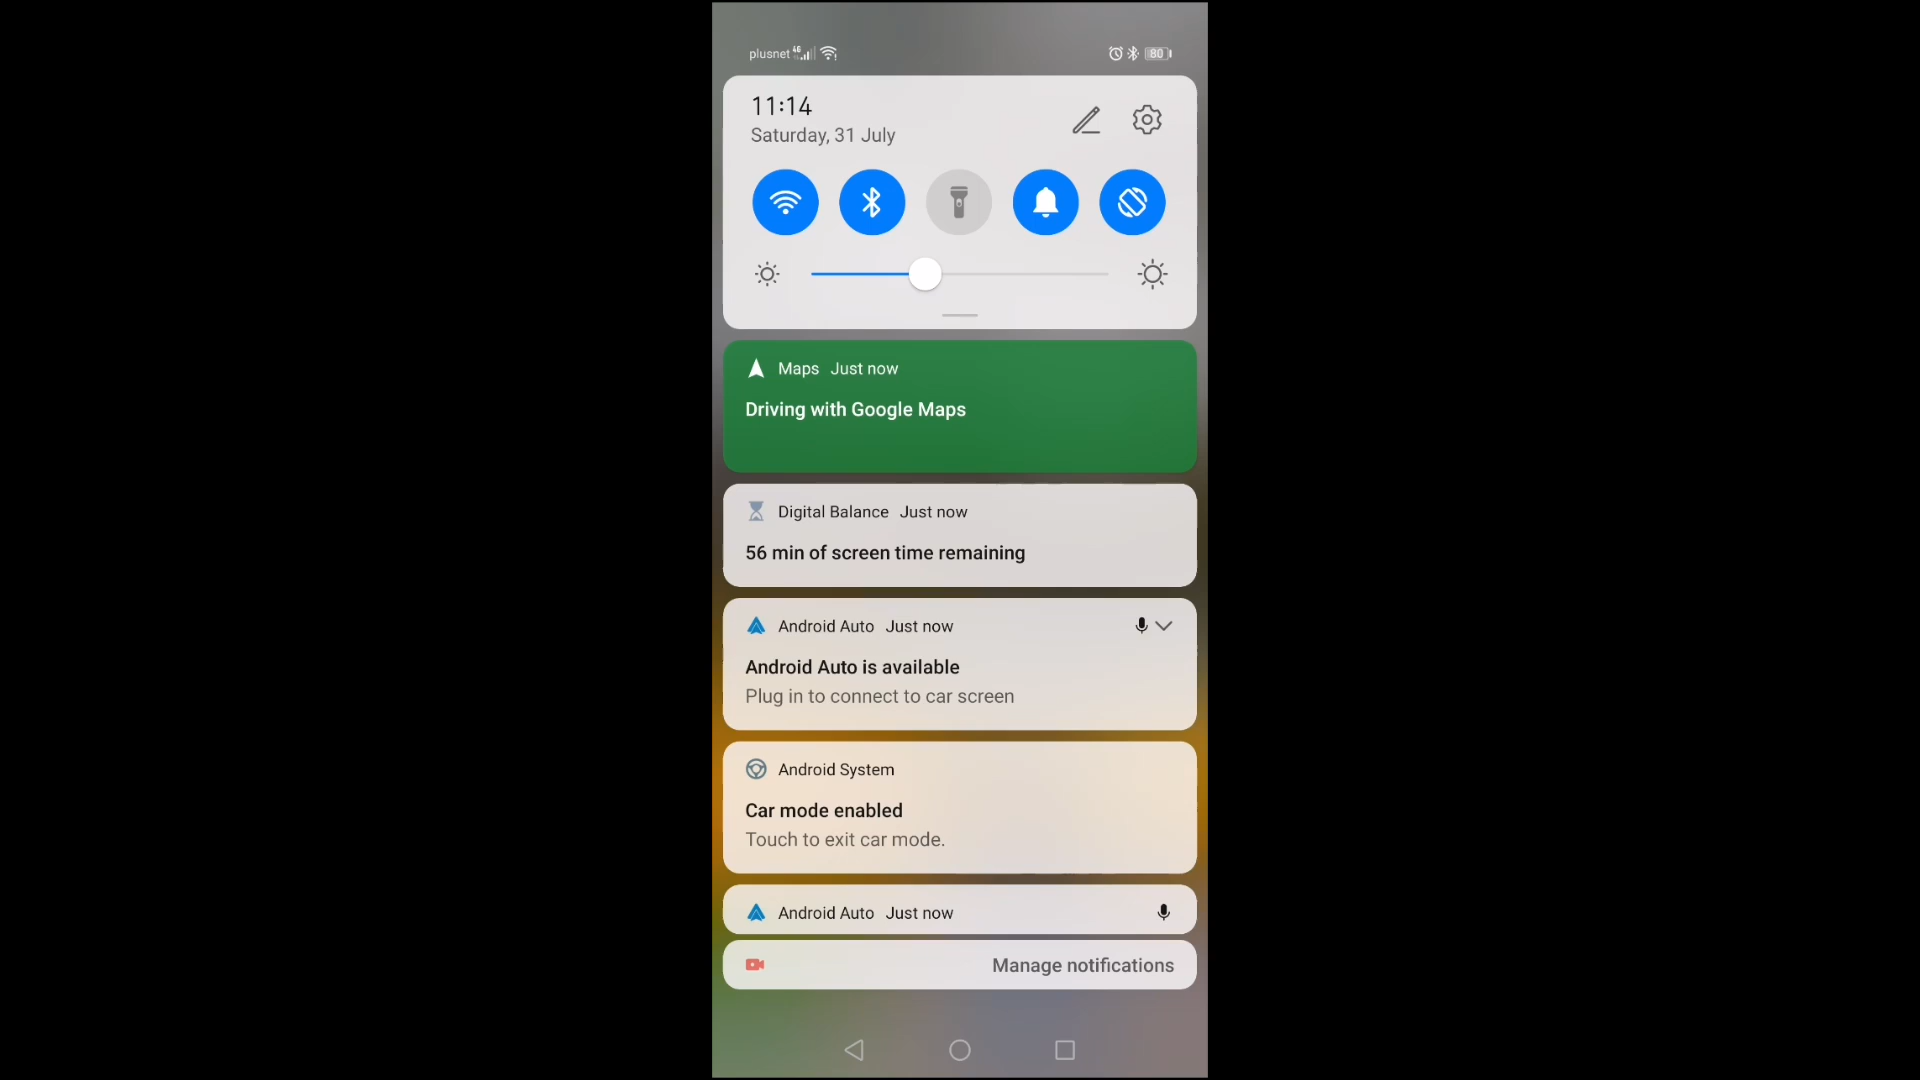 plusnet 4G 80
11:14
Saturday, 31 July
Maps Just now
Driving with Google Maps
Digital Balance Just now
56 min of screen time remaining
Android Auto Just now
Android Auto is available
Plug in to connect to car screen
Android System
Car mode enabled
Touch to exit car mode.
Android Auto Just now
Manage notifications